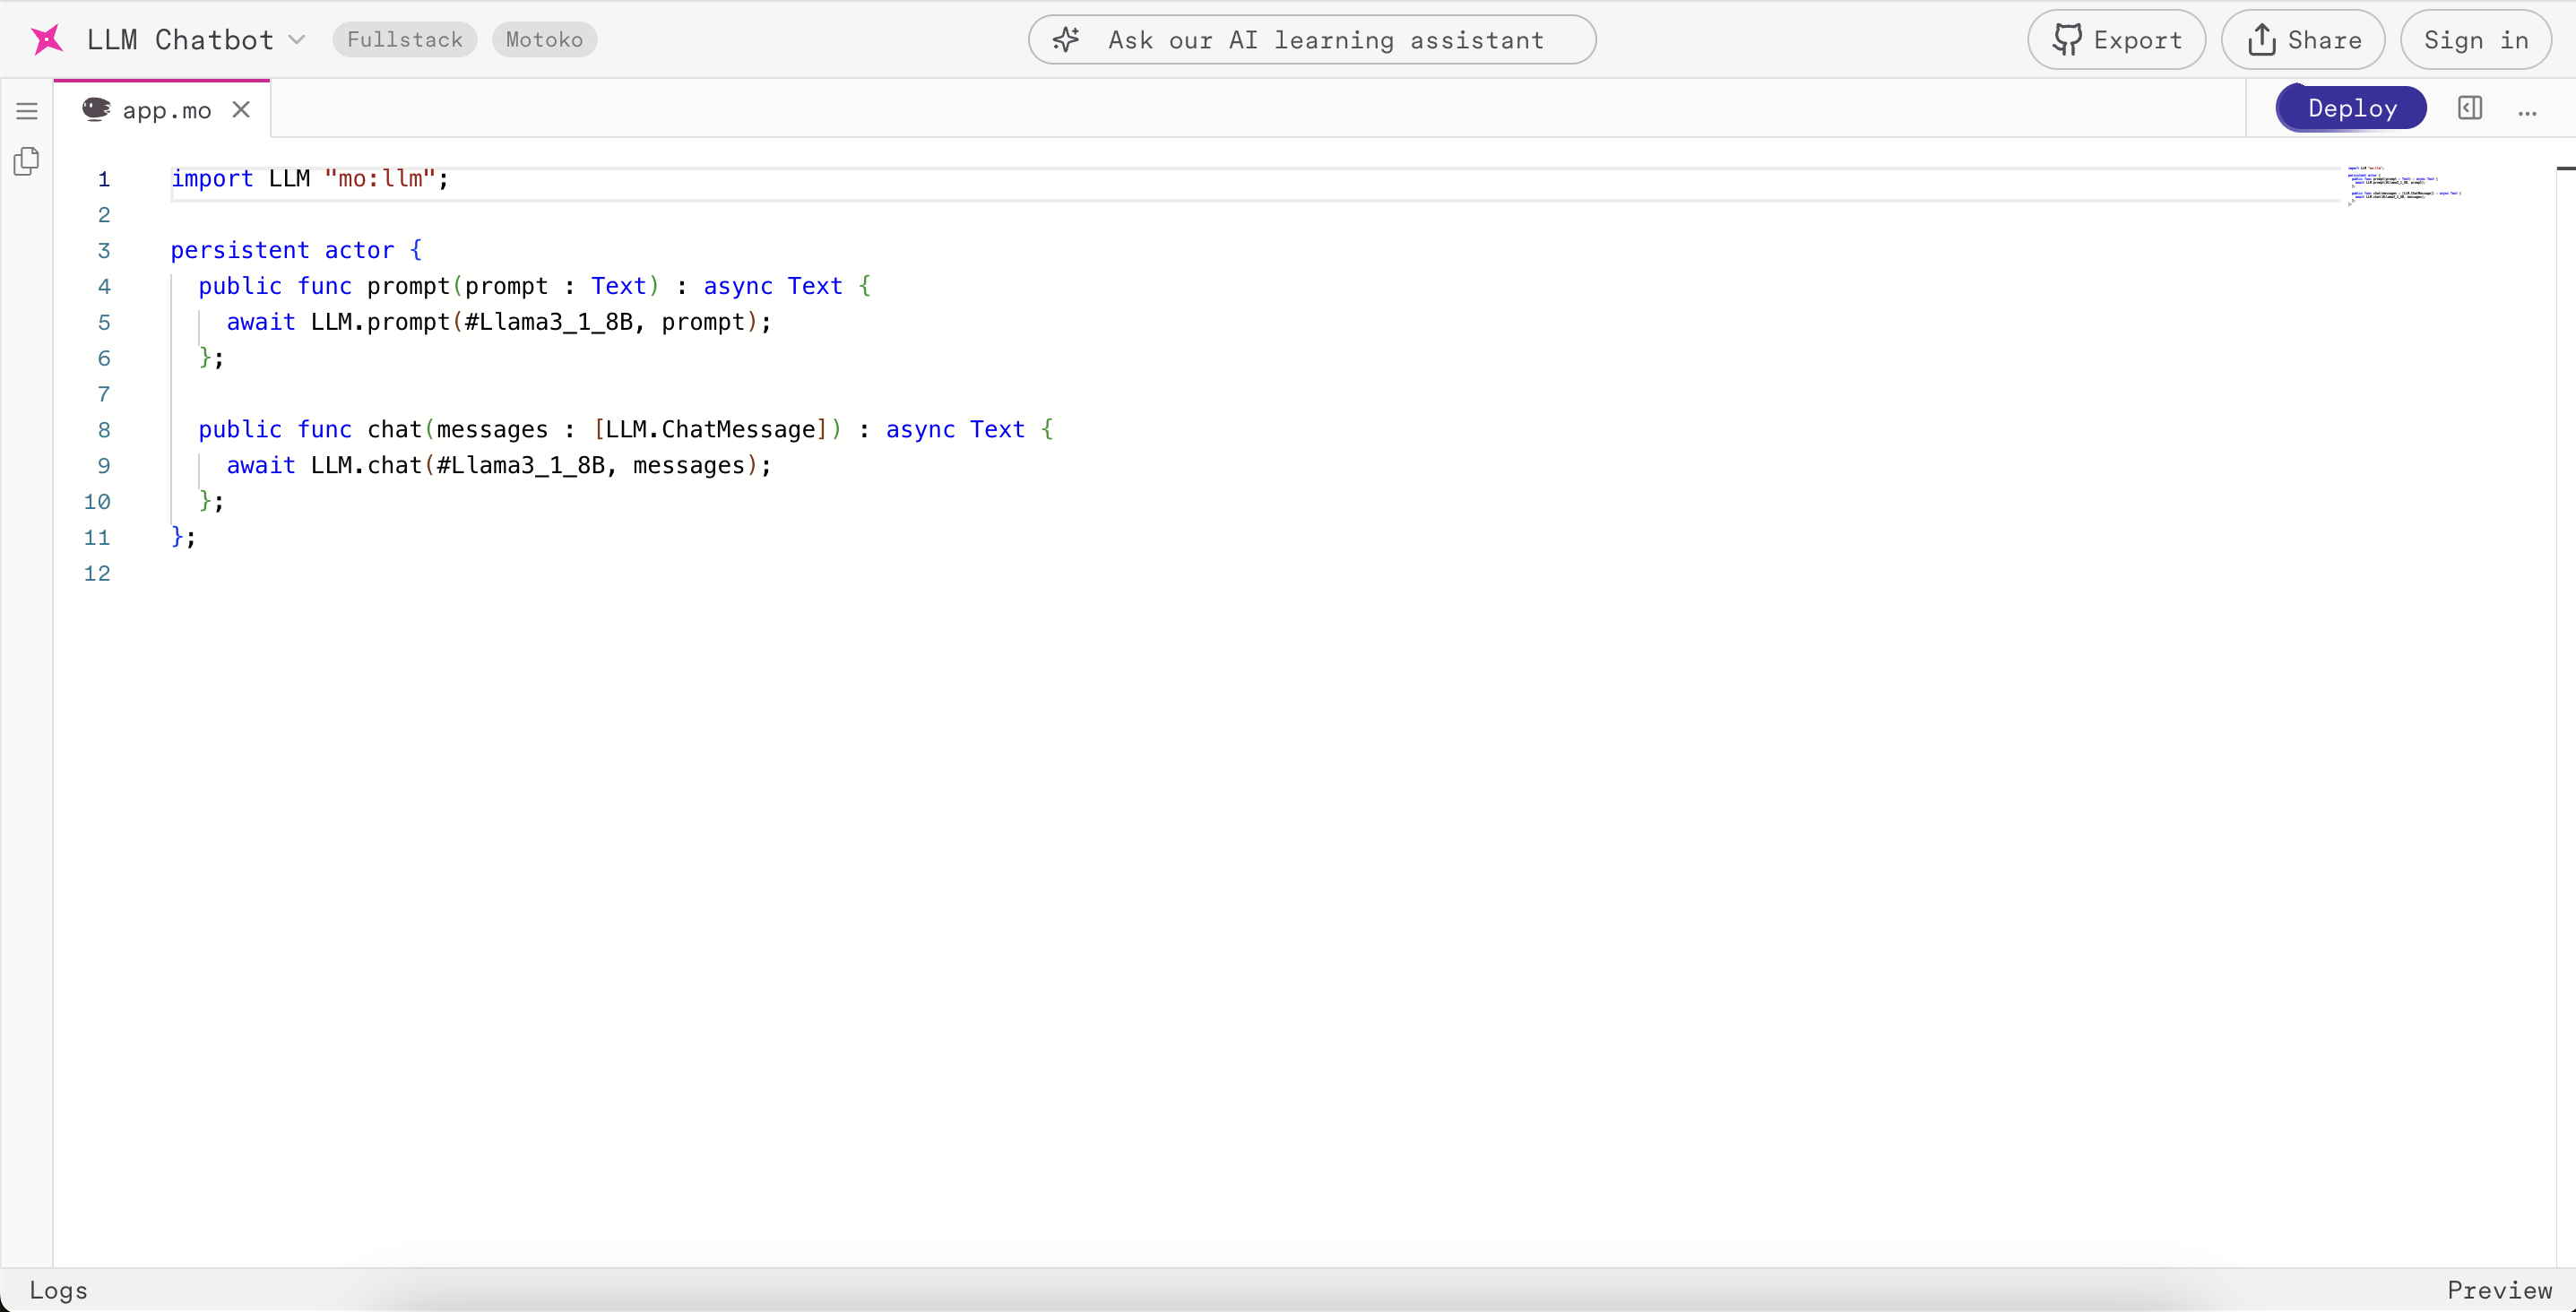 LLM Chatbot Fullstack Motoko Ask our AI learning assistant Export Share Sign in
app.mo Deploy ...
1 import LLM "mo:llm";
2
3 persistent actor {
4 public func prompt(prompt : Text) : async Text {
5 await LLM.prompt(#Llama3_1_8B, prompt);
6 };
7
8 public func chat(messages : [LLM.ChatMessage]) : async Text {
9 await LLM.chat(#Llama3_1_8B, messages);
10 };
11 };
12
Logs Preview